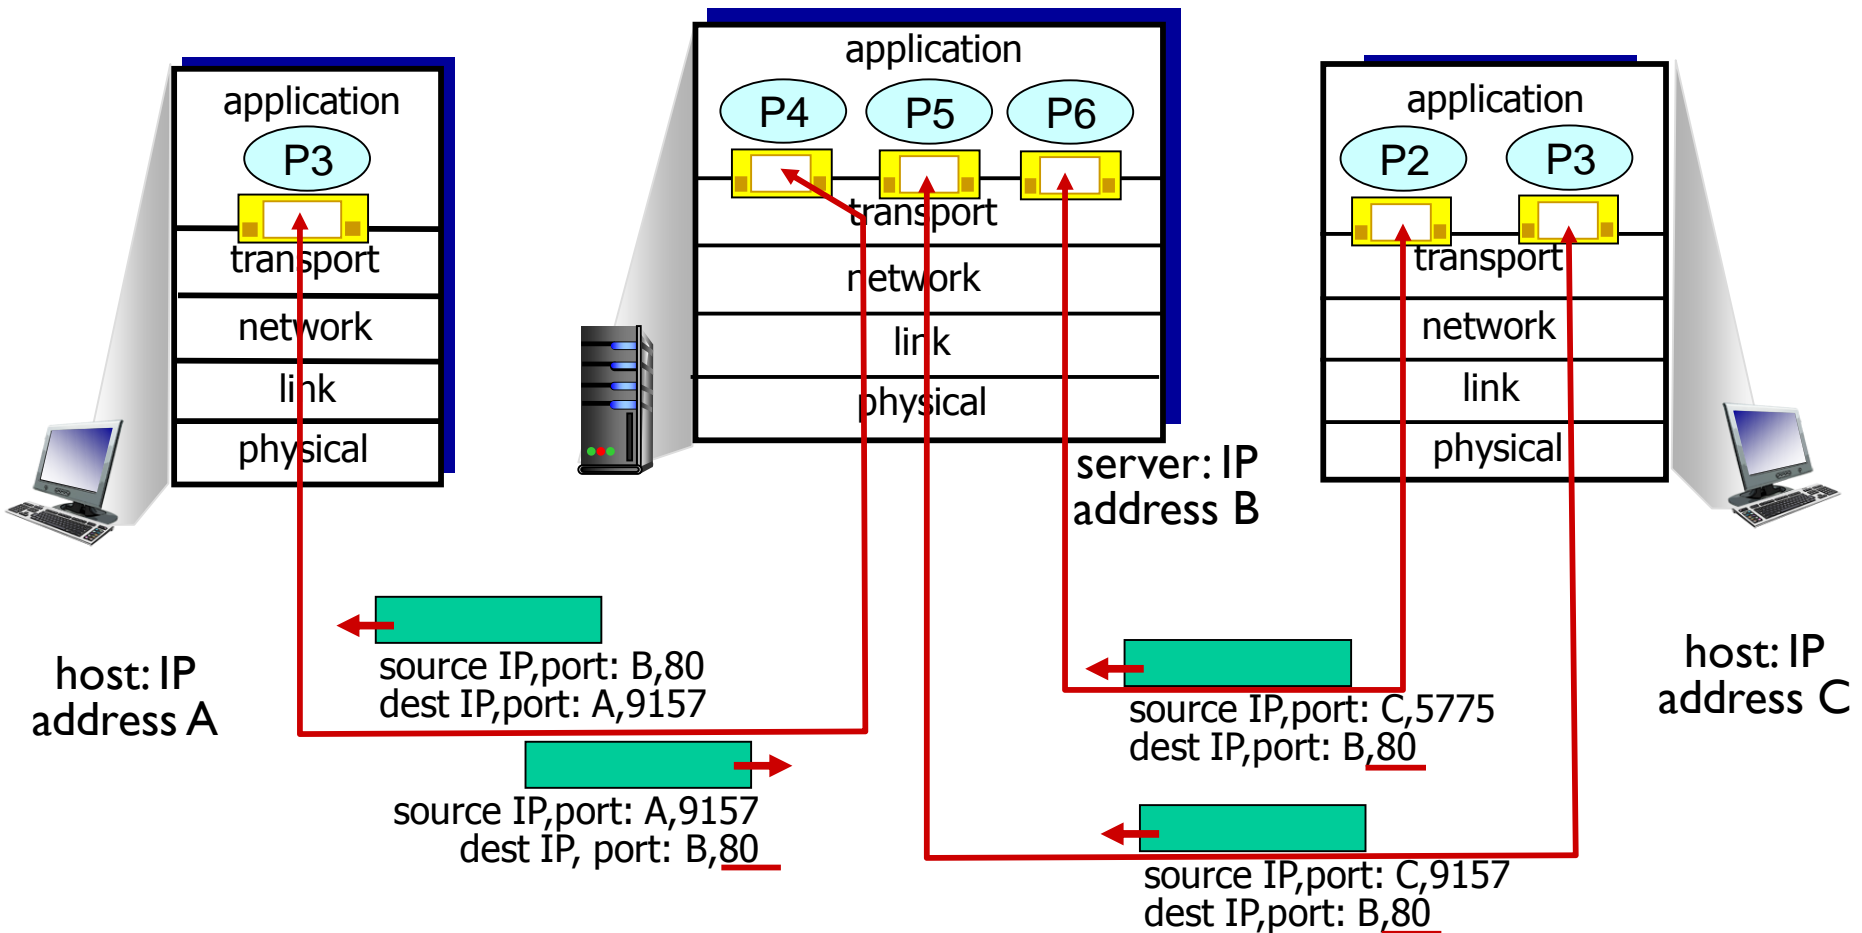 application
P3
transport
network
link
physical
host: IP
address A
application
P4
P5
P6
transport
network
link
physical
server: IP
address B
application
P2
P3
transport
network
link
physical
host: IP
address C
source IP,port: B,80
dest IP,port: A,9157
source IP,port: A,9157
dest IP, port: B,80
source IP,port: C,5775
dest IP,port: B,80
source IP,port: C,9157
dest IP,port: B,80